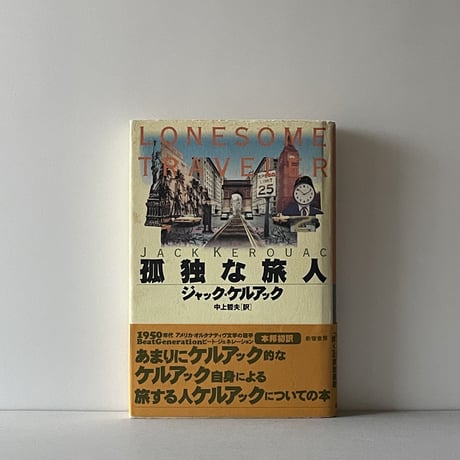 LONESOME
TRAVELER
SPEED
LIMIT
25
JACK KEROUAC
孤独な旅人
ジャック・ケルアック
中上哲夫[訳]
1950年代 アメリカ・オルタナティヴ文学の旗手
BeatGenerationビート・ジェネレーション
本邦初訳
あまりにケルアック的な
ケルアック自身による
旅する人ケルアックについての本